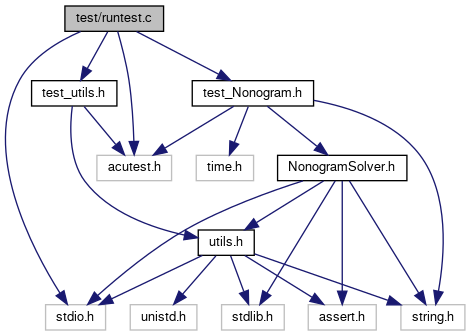 test/runtest.c
test_utils.h
test_Nonogram.h
acutest.h
time.h
NonogramSolver.h
utils.h
stdio.h
unistd.h
stdlib.h
assert.h
string.h